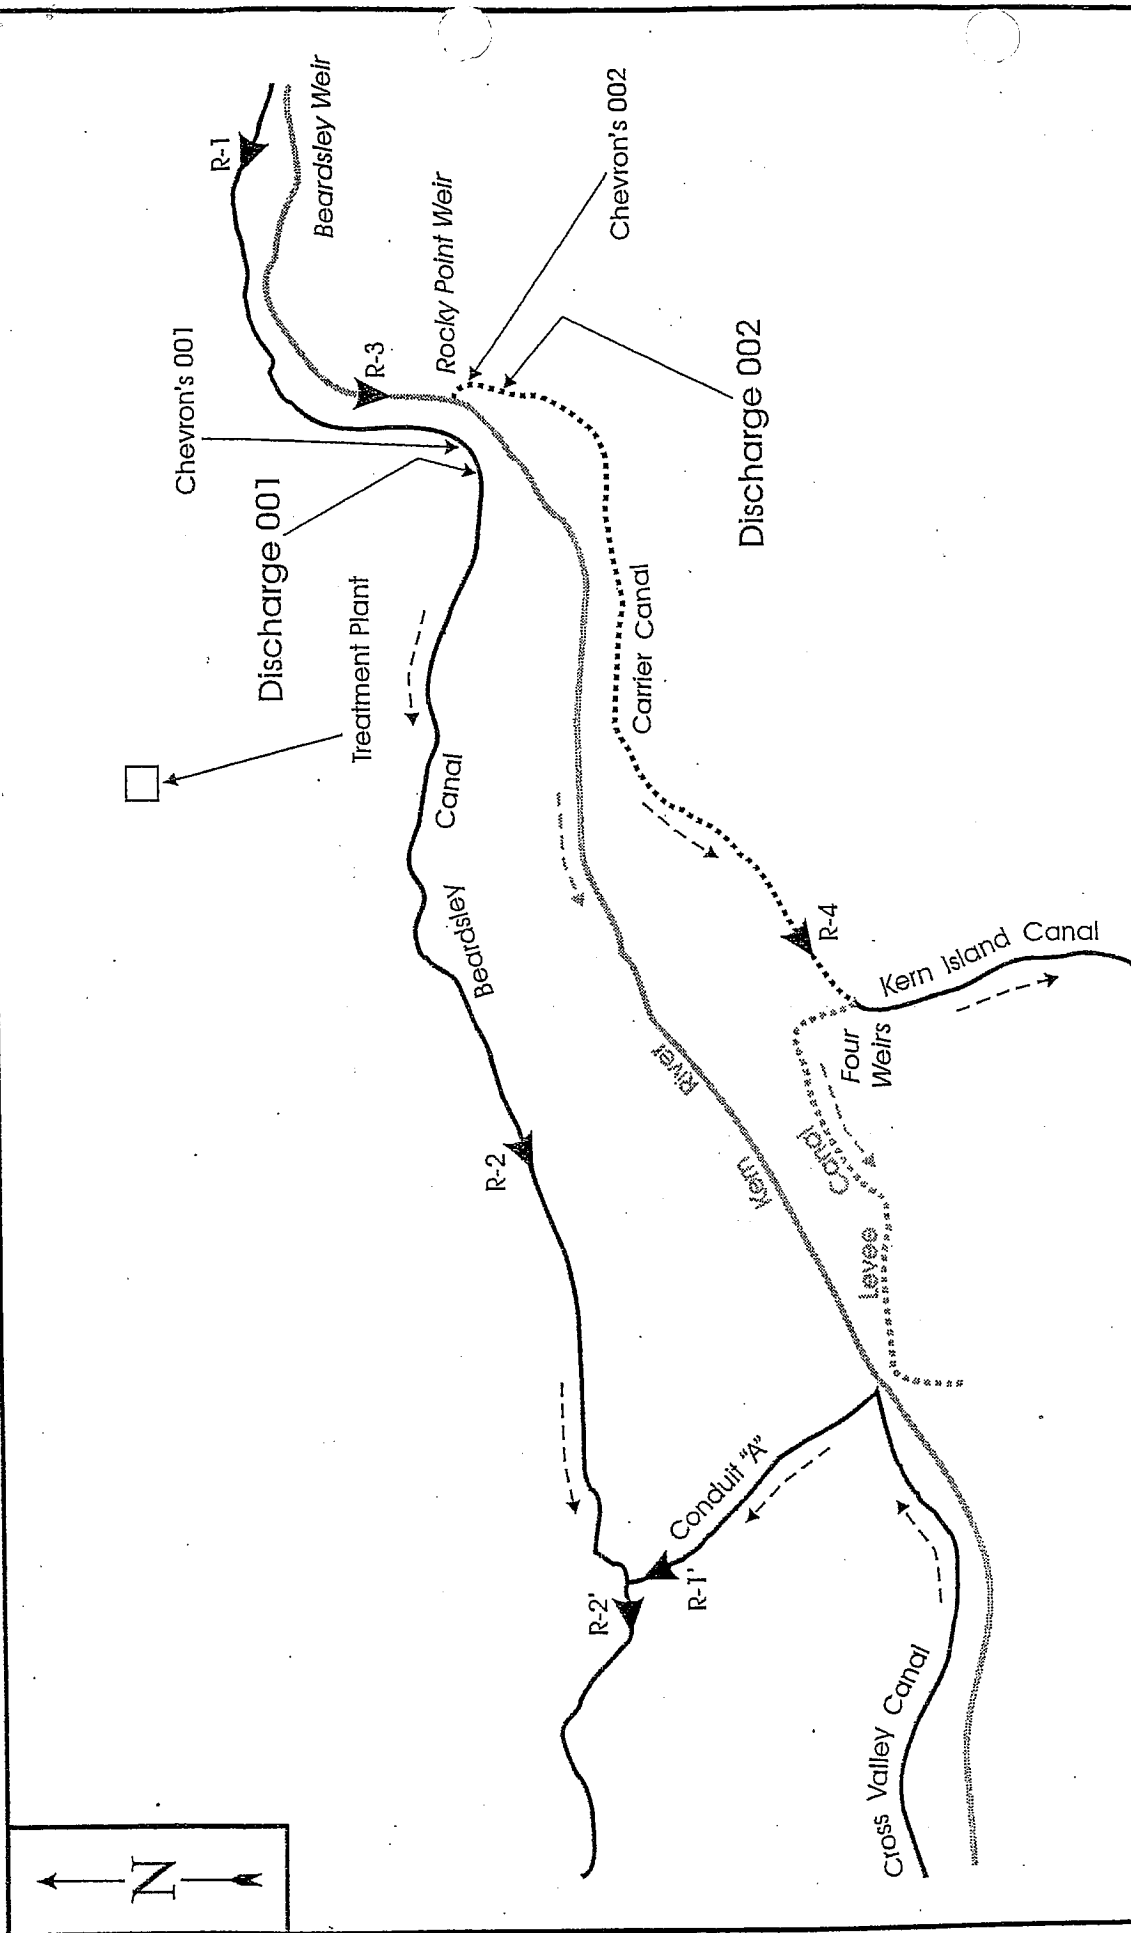 R-1
Beardsley Weir
Chevron's 001
R-3
Rocky Point Weir
Chevron's 002
Discharge 001
Discharge 002
Treatment Plant
Carrier Canal
Beardsley Canal
R-4
Kern Island Canal
Four
Weirs
Kern River
R-2
Levee Canal
Conduit "A"
R-1'
R-2'
Cross Valley Canal
N